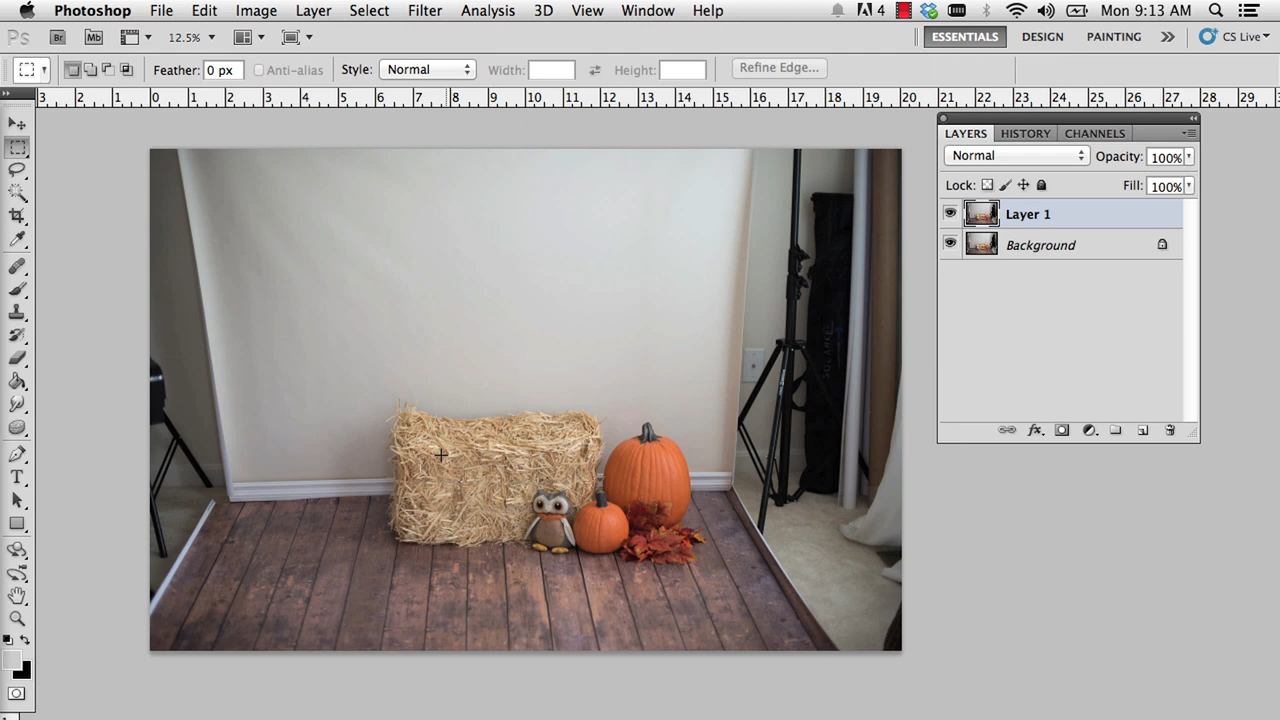 Photoshop File Edit Image Layer Select Filter Analysis 3D View Window Help 4 Mon 9:13 AM
Ps Br Mb 12.5% ESSENTIALS DESIGN PAINTING CS Live
Feather: 0 px Anti-alias Style: Normal Width: Height: Refine Edge...
3 2 1 0 1 2 3 4 5 6 7 8 9 10 11 12 13 14 15 16 17 18 19 20 21 22 23 24 25 26 27 28 29
LAYERS HISTORY CHANNELS
Normal Opacity: 100%
Lock: Fill: 100%
Layer 1
Background